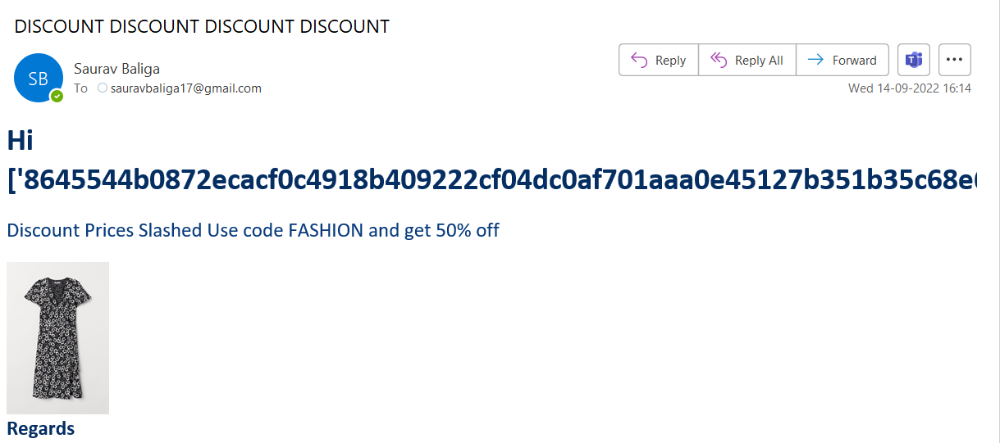 DISCOUNT DISCOUNT DISCOUNT DISCOUNT
SB
Saurav Baliga
To sauravbaliga17@gmail.com
Reply
Reply All
Forward
Wed 14-09-2022 16:14
Hi
['8645544b0872ecacf0c4918b409222cf04dc0af701aaa0e45127b351b35c68e
Discount Prices Slashed Use code FASHION and get 50% off
Regards